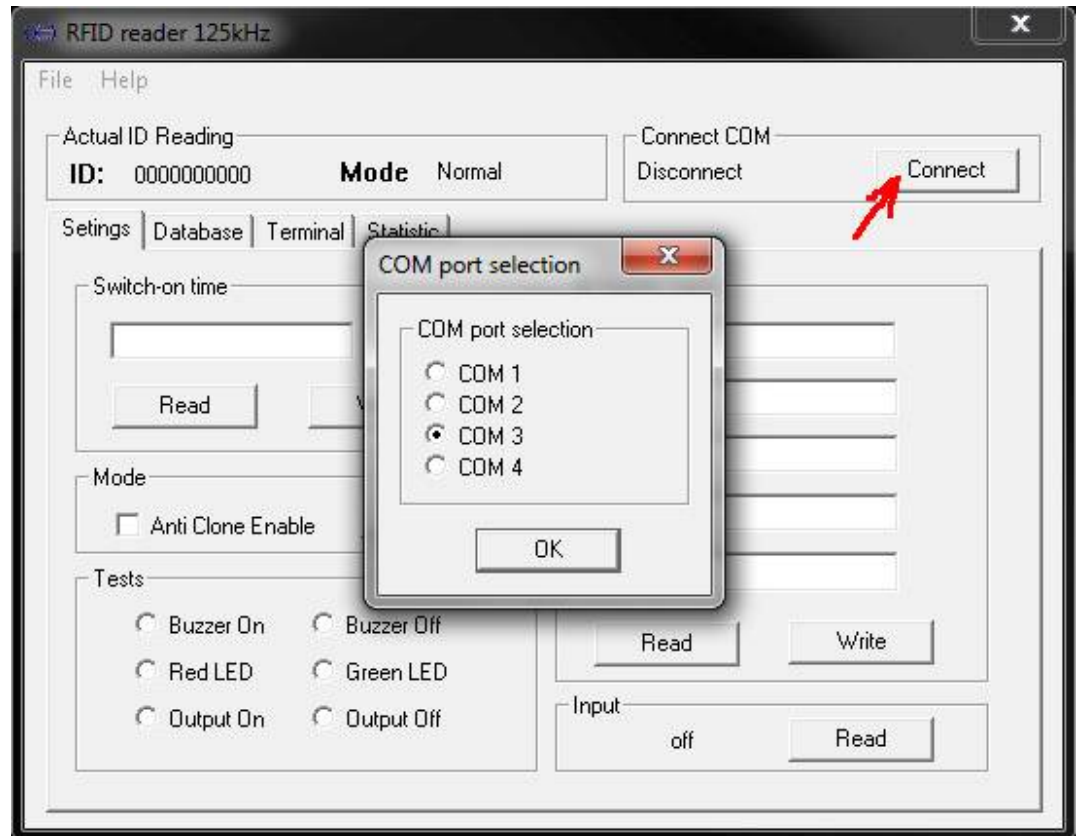 RFID reader 125kHz
X
File Help
Actual ID Reading
ID: 0000000000 Mode Normal
Connect COM
Disconnect Connect
Setings Database Terminal Statistic
Switch-on time
Read
Mode
Anti Clone Enable
Tests
Buzzer On Buzzer Off
Red LED Green LED
Output On Output Off
COM port selection
X
COM port selection
COM 1
COM 2
COM 3
COM 4
OK
Read Write
Input
off Read